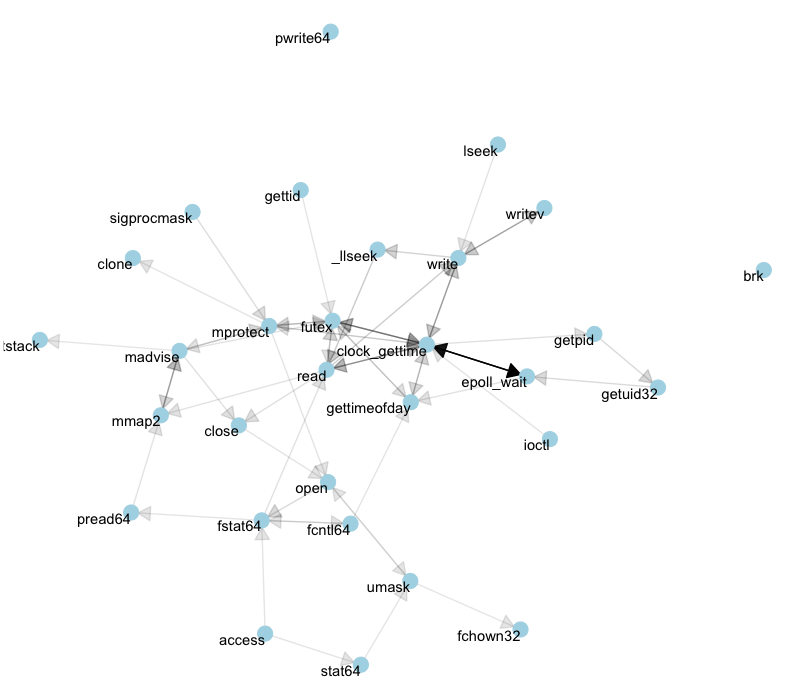 pwrite64
lseek
gettid
writev
sigprocmask
_llseek
write
clone
brk
mprotect
futex
getpid
tstack
madvise
clock_gettime
read
epoll_wait
getuid32
gettimeofday
mmap2
close
ioctl
open
pread64
fstat64
fcntl64
umask
access
fchown32
stat64